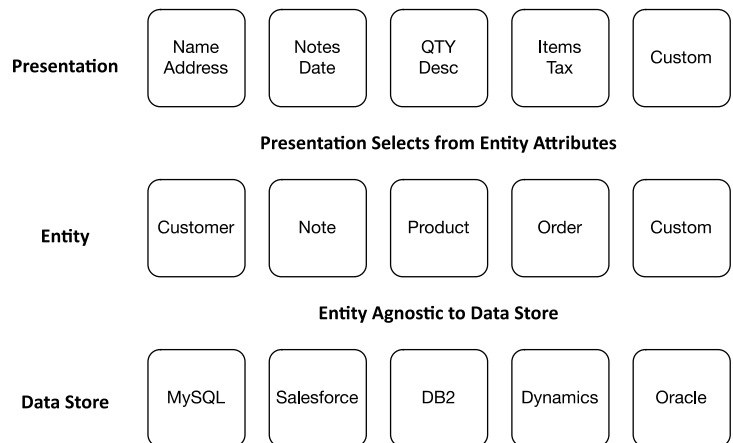 Presentation
Name
Address
Notes
Date
QTY
Desc
Items
Tax
Custom
Presentation Selects from Entity Attributes
Entity
Customer
Note
Product
Order
Custom
Entity Agnostic to Data Store
Data Store
MySQL
Salesforce
DB2
Dynamics
Oracle